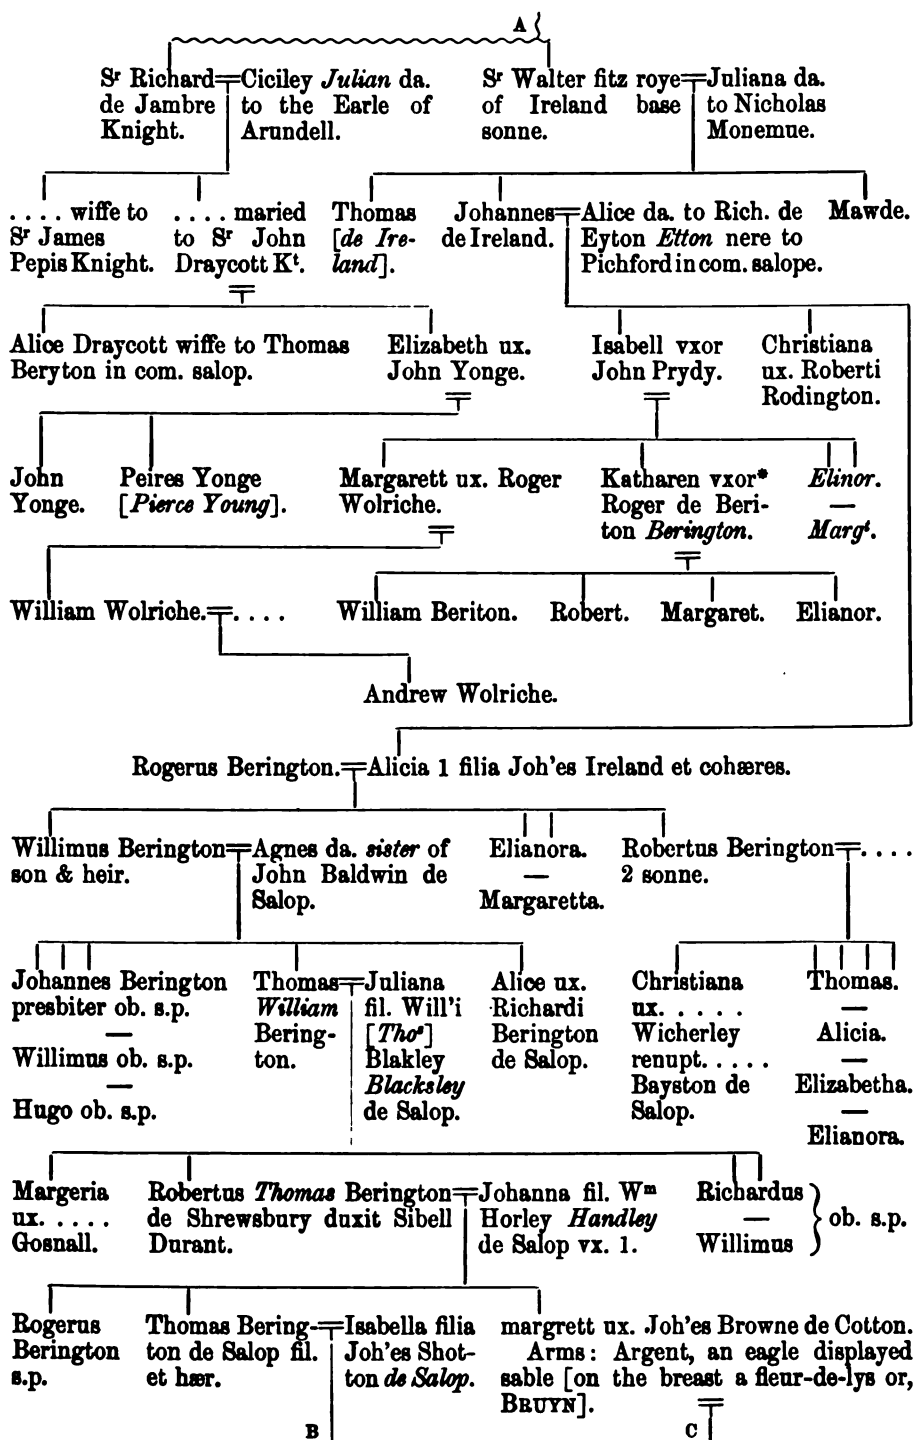 A
Sʳ Richard
de Jambre
Knight.
Ciciley Julian da.
to the Earle of
Arundell.
Sʳ Walter fitz roye
of Ireland base
sonne.
Juliana da.
to Nicholas
Monemue.
. . . . wiffe to
Sʳ James
Pepis Knight.
. . . . maried
to Sʳ John
Draycott Kᵗ.
Thomas
[de Ire-
land].
Johannes
de Ireland.
Alice da. to Rich. de
Eyton Etton nere to
Pichford in com. salope.
Mawde.
Alice Draycott wiffe to Thomas
Beryton in com. salop.
Elizabeth ux.
John Yonge.
Isabell vxor
John Prydy.
Christiana
ux. Roberti
Rodington.
John
Yonge.
Peires Yonge
[Pierce Young].
Margarett ux. Roger
Wolriche.
Katharen vxor*
Roger de Beri-
ton Berington.
Elinor.
—
Margᵗ.
William Wolriche. . . . .
William Beriton.
Robert.
Margaret.
Elianor.
Andrew Wolriche.
Rogerus Berington.
Alicia 1 filia Joh'es Ireland et cohæres.
Willimus Berington
son & heir.
Agnes da. sister of
John Baldwin de
Salop.
Elianora.
—
Margaretta.
Robertus Berington . . . .
2 sonne.
Johannes Berington
presbiter ob. s.p.
—
Willimus ob. s.p.
—
Hugo ob. s.p.
Thomas
William
Bering-
ton.
Juliana
fil. Will'i
[Thoˢ]
Blakley
Blacksley
de Salop.
Alice ux.
Richardi
Berington
de Salop.
Christiana
ux. . . . . .
Wicherley
renupt. . . . .
Bayston de
Salop.
Thomas.
—
Alicia.
—
Elizabetha.
—
Elianora.
Margeria
ux. . . . . .
Gosnall.
Robertus Thomas Berington
de Shrewsbury duxit Sibell
Durant.
Johanna fil. Wᵐ
Horley Handley
de Salop vx. 1.
Richardus
—
Willimus
ob. s.p.
Rogerus
Berington
s.p.
Thomas Bering-
ton de Salop fil.
et hær.
Isabella filia
Joh'es Shot-
ton de Salop.
margrett ux. Joh'es Browne de Cotton.
Arms: Argent, an eagle displayed
sable [on the breast a fleur-de-lys or,
BRUYN].
B
C